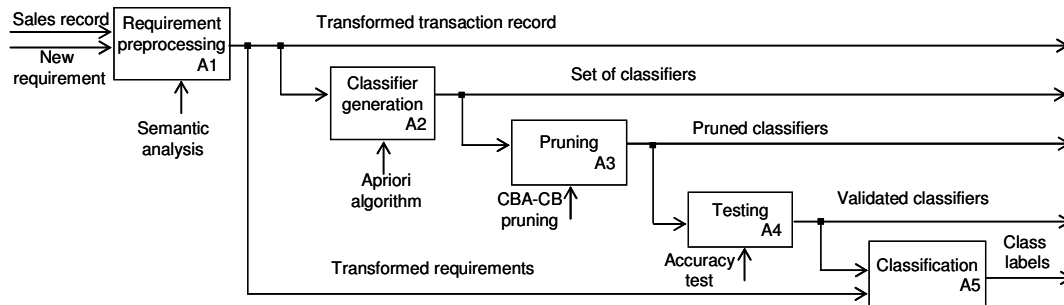 Sales record
New
requirement
Requirement
preprocessing
A1
Semantic
analysis
Transformed transaction record
Classifier
generation
A2
Apriori
algorithm
Set of classifiers
Pruning
A3
CBA-CB
pruning
Pruned classifiers
Testing
A4
Accuracy
test
Validated classifiers
Transformed requirements
Classification
A5
Class
labels